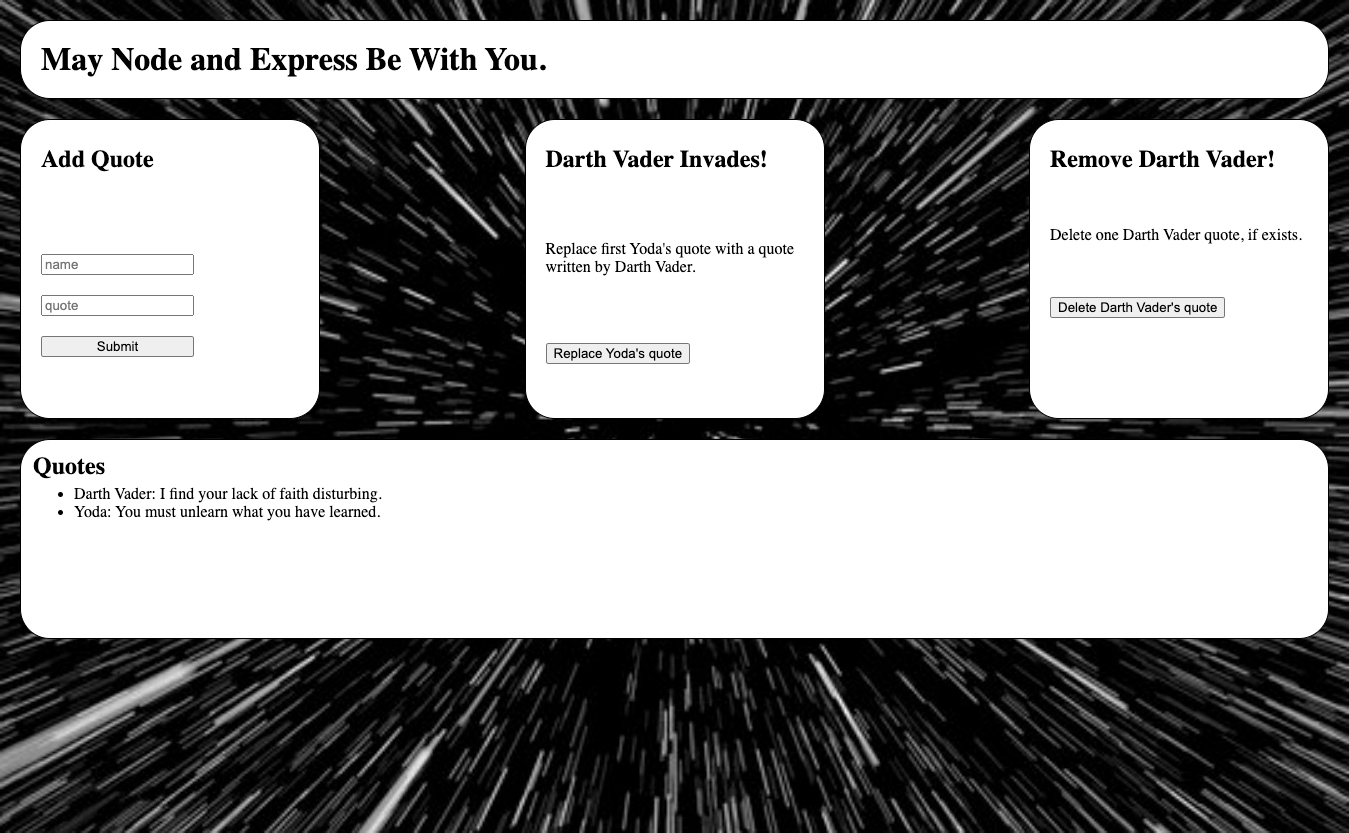 May Node and Express Be With You.
Add Quote
name
quote
Submit
Darth Vader Invades!
Replace first Yoda's quote with a quote
written by Darth Vader.
Replace Yoda's quote
Remove Darth Vader!
Delete one Darth Vader quote, if exists.
Delete Darth Vader's quote
Quotes
• Darth Vader: I find your lack of faith disturbing.
• Yoda: You must unlearn what you have learned.